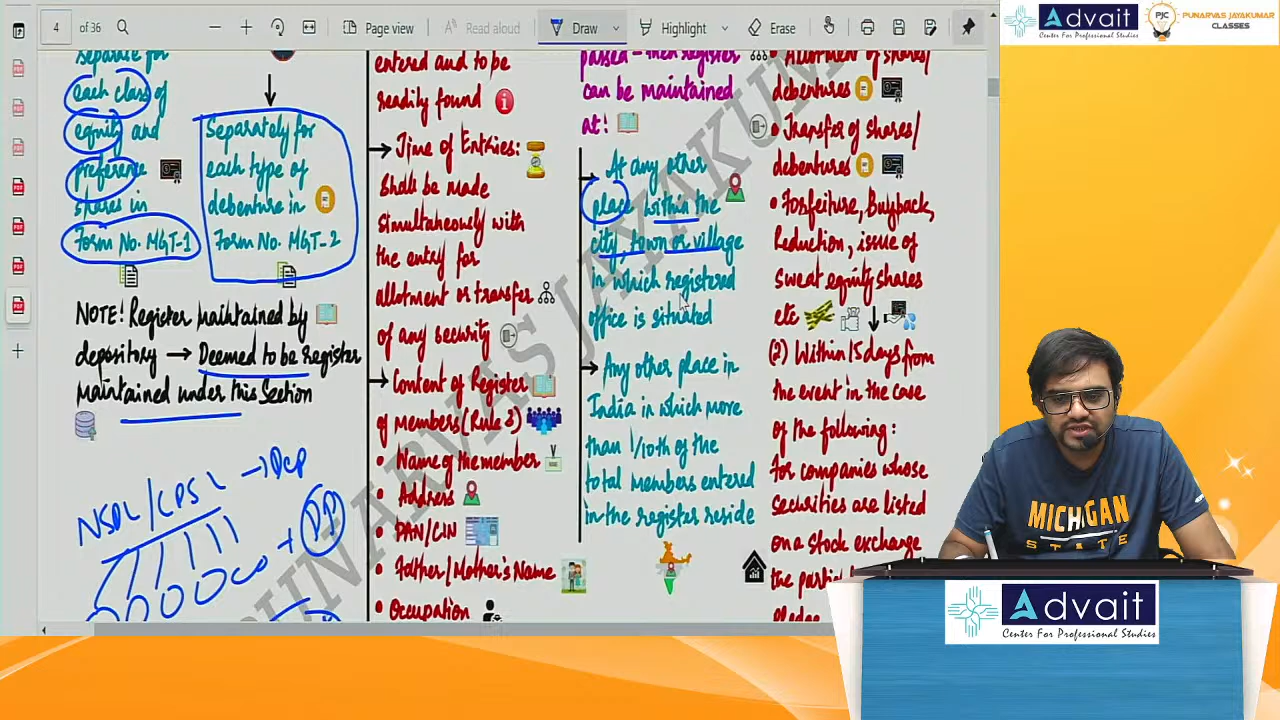 4 of 36
Page view
Read aloud
Draw
Highlight
Erase
Advait
Center For Professional Studies
PJC
PUNARVAS JAYAKUMAR
CLASSES
separate for
each class of
equity and
preference
shares in
Form No. MGT-1
Separately for
each type of
debenture in
Form No. MGT-2
NOTE: Register maintained by
depository → Deemed to be register
maintained under this Section
NSDL/CDSL → Dep
+ DP
entered and to be
readily found
→ Time of Entries:
Shall be made
simultaneously with
the entry for
allotment or transfer
of any security
→ Content of Register
of members (Rule 3)
• Name of the member
• Address
• PAN/CIN
• Father/Mother's Name
• Occupation
passed - then register
can be maintained
at:
→ At any other
place within the
city, town or village
in which registered
office is situated
→ Any other place in
India in which more
than 1/10th of the
total members entered
in the register reside
• Allotment of shares/
debentures
• Transfer of shares/
debentures
• Forfeiture, Buyback,
Reduction, issue of
Sweat equity shares
etc
(2) Within 15 days from
the event in the case
of the following:
For companies whose
securities are listed
on a stock exchange
the
PUNARVAS JAYAKUM
MICHIGAN
STATE
Advait
Center For Professional Studies